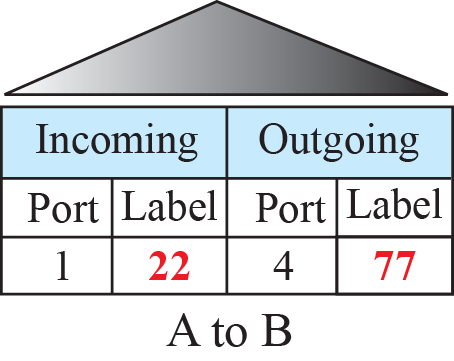 Incoming Outgoing
Port Label Port Label
1 22 4 77
A to B